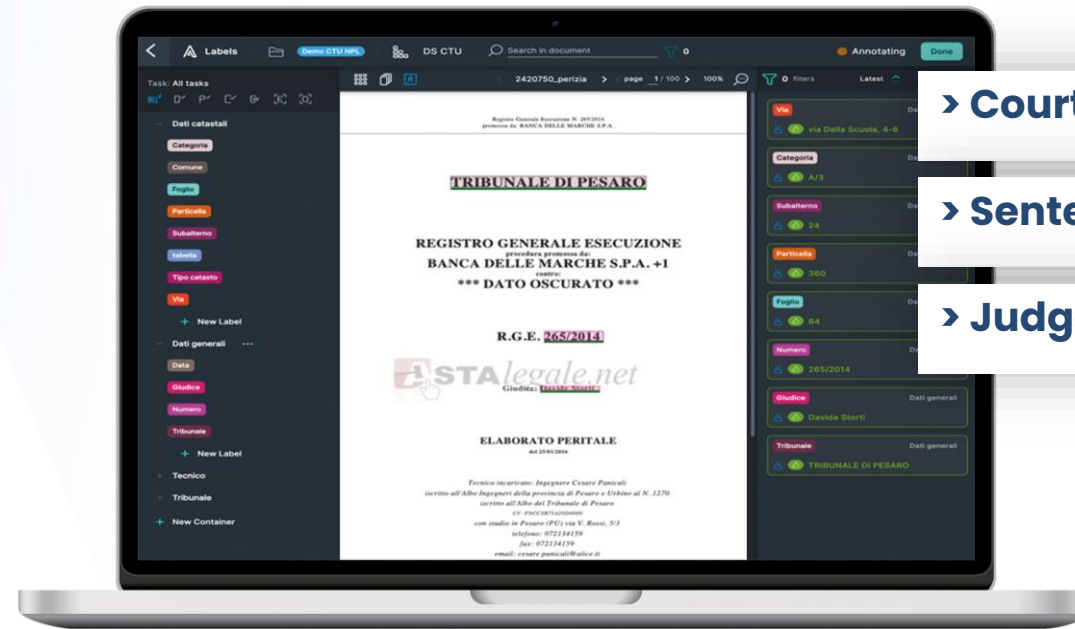 Labels
Demo CTU NPL
DS CTU
Search in document
0
Annotating
Done
Task: All tasks
ALL
2420750_perizia
page 1 / 100
100%
0 filters
Latest
Dati catastali
Categoria
Comune
Foglio
Particella
Subalterno
tabella
Tipo catasto
Via
+ New Label
Dati generali
Data
Giudice
Numero
Tribunale
+ New Label
Tecnico
Tribunale
+ New Container
Registro Generale Esecuzione N. 265/2014
promossa da: BANCA DELLE MARCHE S.P.A.
TRIBUNALE DI PESARO
REGISTRO GENERALE ESECUZIONE
procedura promossa da:
BANCA DELLE MARCHE S.P.A. +1
contro:
*** DATO OSCURATO ***
R.G.E. 265/2014
ASTAlegale.net
Giudice: Davide Storti
ELABORATO PERITALE
del 25/01/2016
Tecnico incaricato: Ingegnere Cesare Panicali
iscritto all'Albo Ingegneri della provincia di Pesaro e Urbino al N. 1270
iscritto all'Albo del Tribunale di Pesaro
con studio in Pesaro (PU) via V. Rossi, 5/3
telefono: 072134159
fax: 072134159
email: cesare.panicali@alice.it
Via
via Della Scuola, 4-6
Categoria
A/3
Subalterno
24
Particella
360
Foglio
84
Numero
265/2014
Giudice
Dati generali
Davide Storti
Tribunale
Dati generali
TRIBUNALE DI PESARO
> Court
> Sente
> Judg